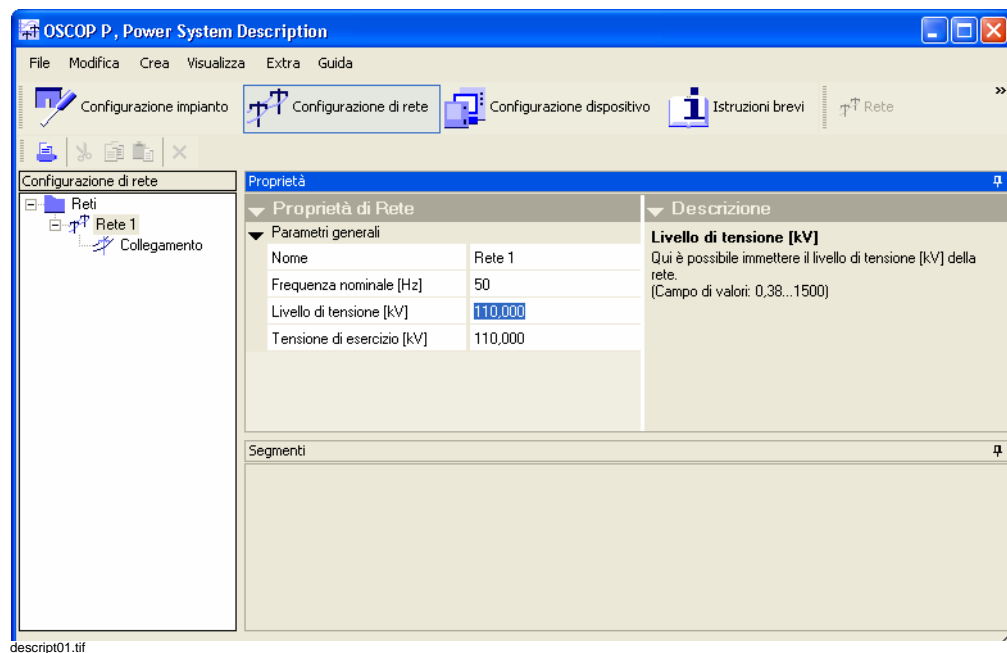 OSCOP P, Power System Description
File Modifica Crea Visualizza Extra Guida
Configurazione impianto Configurazione di rete Configurazione dispositivo Istruzioni brevi Rete
Configurazione di rete
Reti
Rete 1
Collegamento
Proprietà
Proprietà di Rete
Parametri generali
Nome Rete 1
Frequenza nominale [Hz] 50
Livello di tensione [kV] 110,000
Tensione di esercizio [kV] 110,000
Descrizione
Livello di tensione [kV]
Qui è possibile immettere il livello di tensione [kV] della
rete.
(Campo di valori: 0,38...1500)
Segmenti
descript01.tif